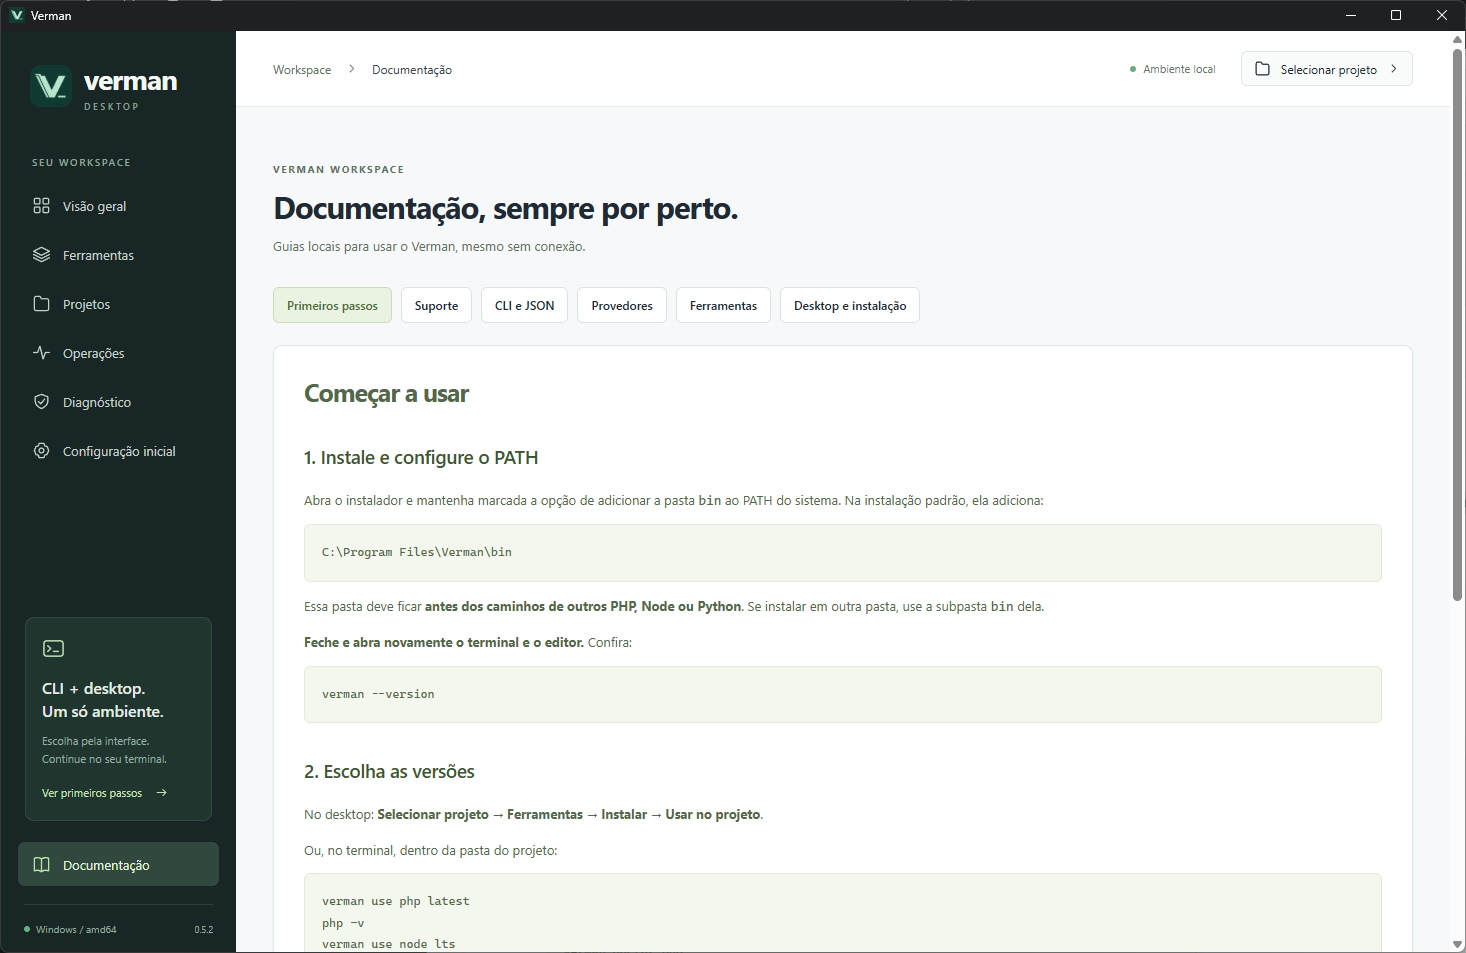 Verman
verman
DESKTOP
SEU WORKSPACE
Visão geral
Ferramentas
Projetos
Operações
Diagnóstico
Configuração inicial
CLI + desktop.
Um só ambiente.
Escolha pela interface.
Continue no seu terminal.
Ver primeiros passos →
Documentação
Windows / amd64
0.5.2
Workspace > Documentação
Ambiente local
Selecionar projeto
VERMAN WORKSPACE
Documentação, sempre por perto.
Guias locais para usar o Verman, mesmo sem conexão.
Primeiros passos
Suporte
CLI e JSON
Provedores
Ferramentas
Desktop e instalação
Começar a usar
1. Instale e configure o PATH
Abra o instalador e mantenha marcada a opção de adicionar a pasta bin ao PATH do sistema. Na instalação padrão, ela adiciona:
C:\Program Files\Verman\bin
Essa pasta deve ficar antes dos caminhos de outros PHP, Node ou Python. Se instalar em outra pasta, use a subpasta bin dela.
Feche e abra novamente o terminal e o editor. Confira:
verman --version
2. Escolha as versões
No desktop: Selecionar projeto → Ferramentas → Instalar → Usar no projeto.
Ou, no terminal, dentro da pasta do projeto:
verman use php latest
php -v
verman use node lts